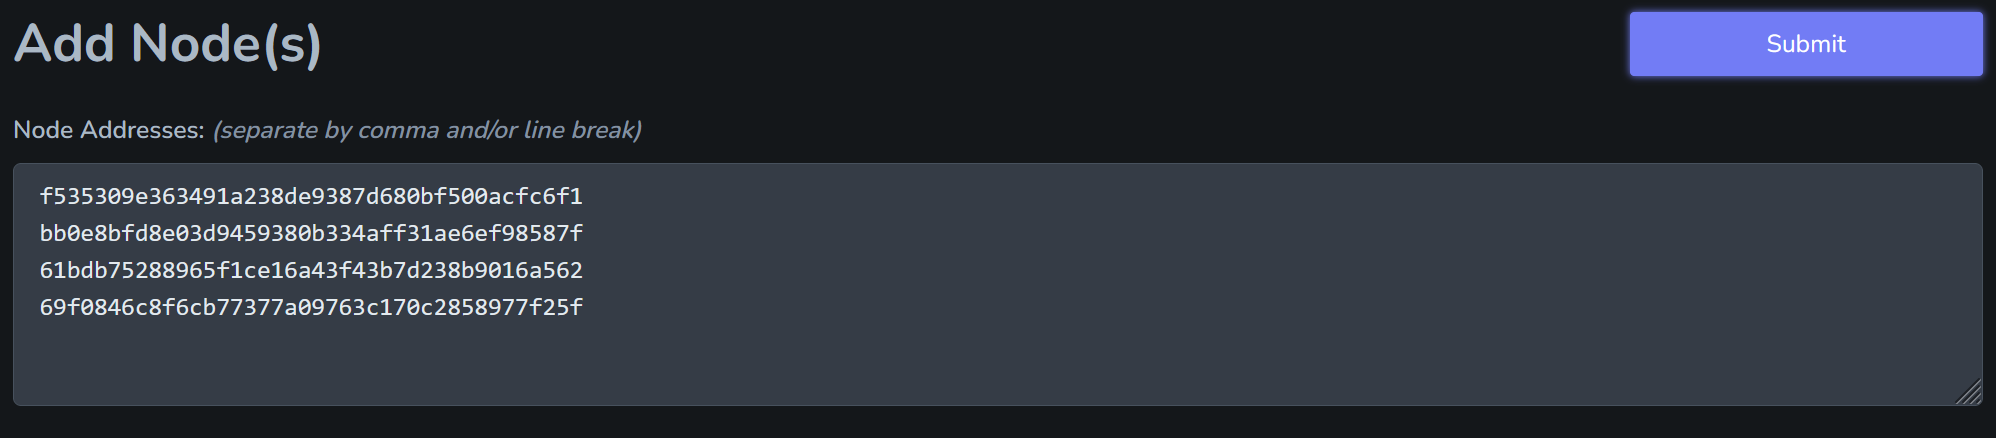 Add Node(s)
Submit
Node Addresses: (separate by comma and/or line break)
f535309e363491a238de9387d680bf500acfc6f1
bb0e8bfd8e03d9459380b334aff31ae6ef98587f
61bdb75288965f1ce16a43f43b7d238b9016a562
69f0846c8f6cb77377a09763c170c2858977f25f